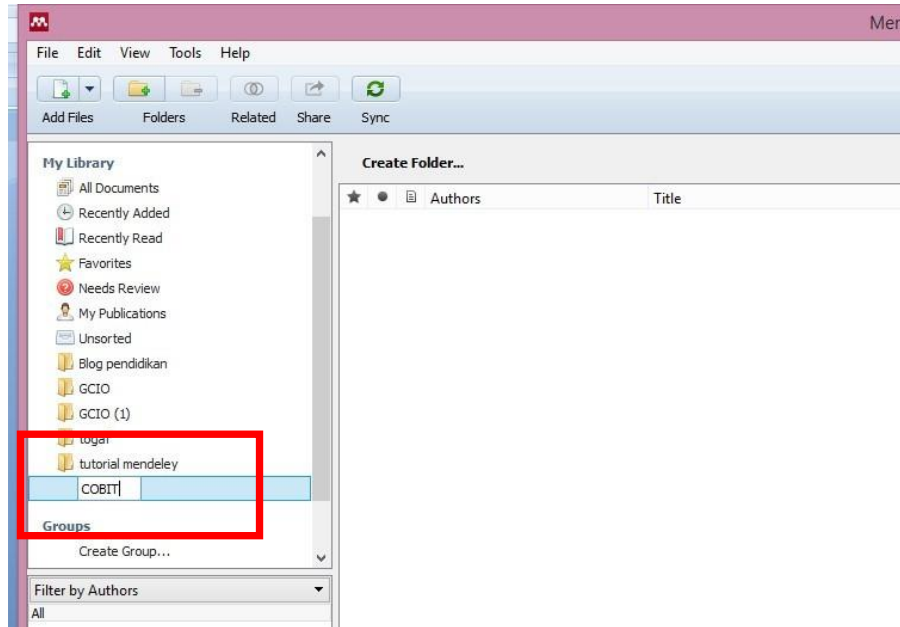 Mer
File Edit View Tools Help
Add Files Folders Related Share Sync
My Library
All Documents
Recently Added
Recently Read
Favorites
Needs Review
My Publications
Unsorted
Blog pendidikan
GCIO
GCIO (1)
togaf
tutorial mendeley
COBIT
Groups
Create Group...
Filter by Authors
All
Create Folder...
Authors Title